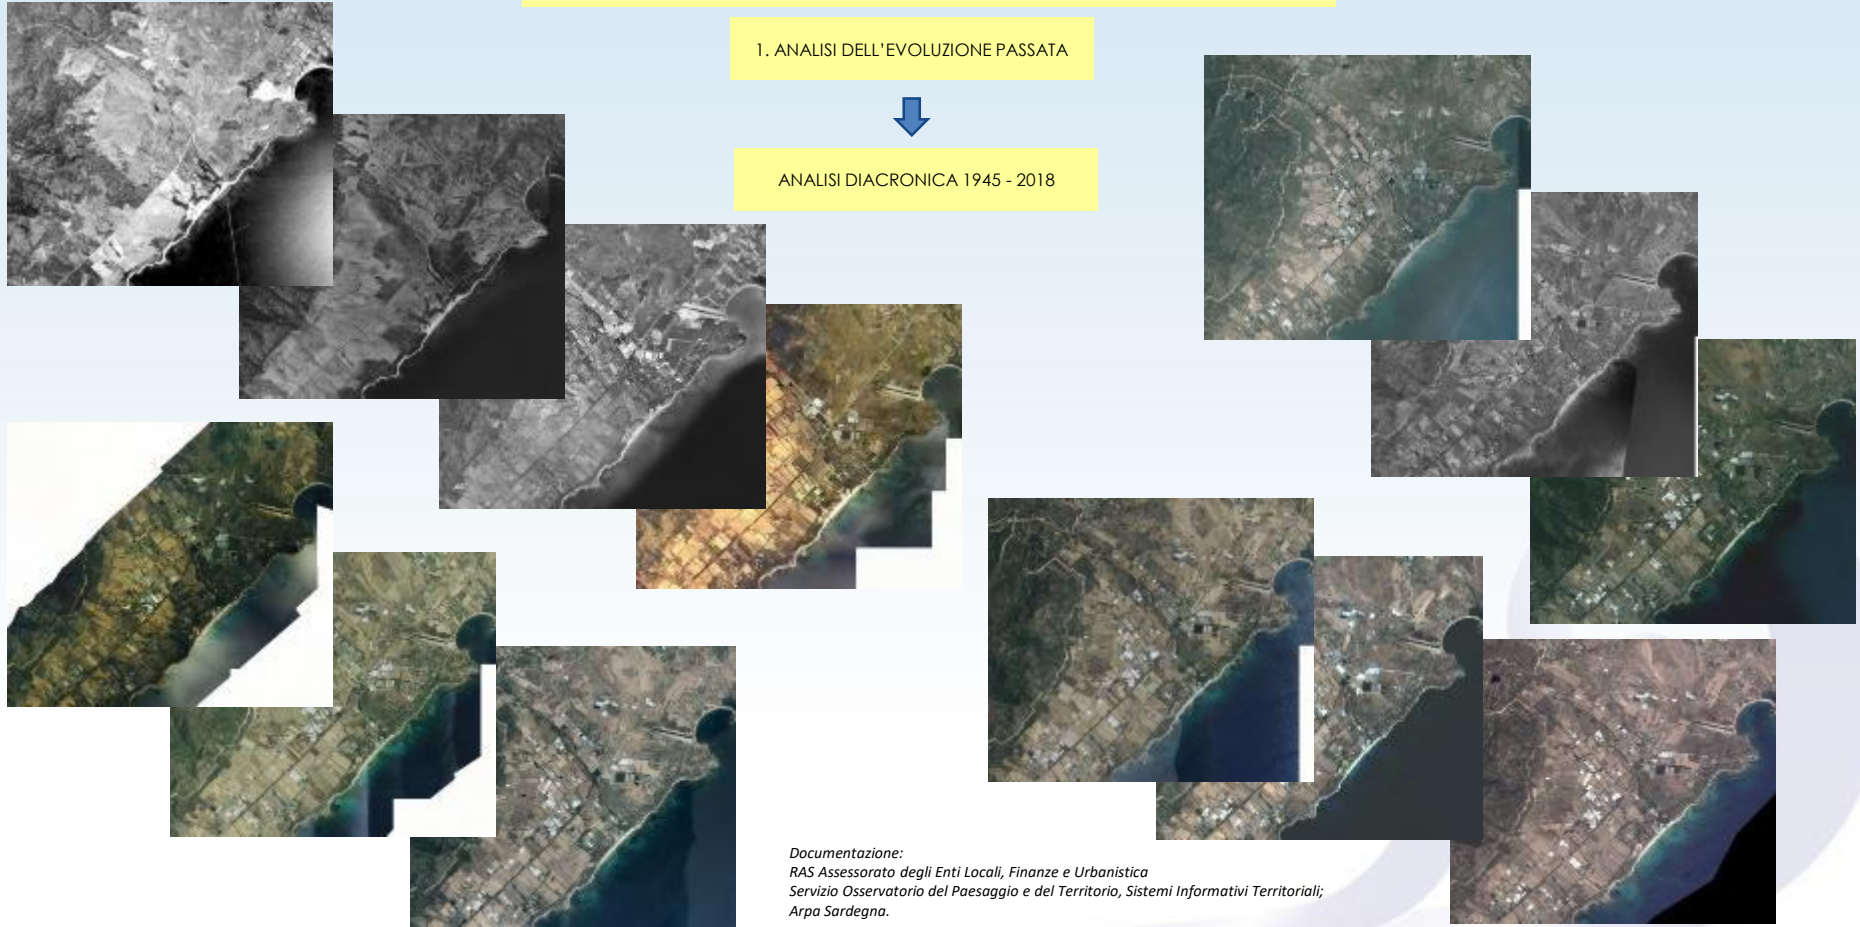 1. ANALISI DELL'EVOLUZIONE PASSATA
ANALISI DIACRONICA 1945 - 2018
Documentazione:
RAS Assessorato degli Enti Locali, Finanze e Urbanistica
Servizio Osservatorio del Paesaggio e del Territorio, Sistemi Informativi Territoriali;
Arpa Sardegna.